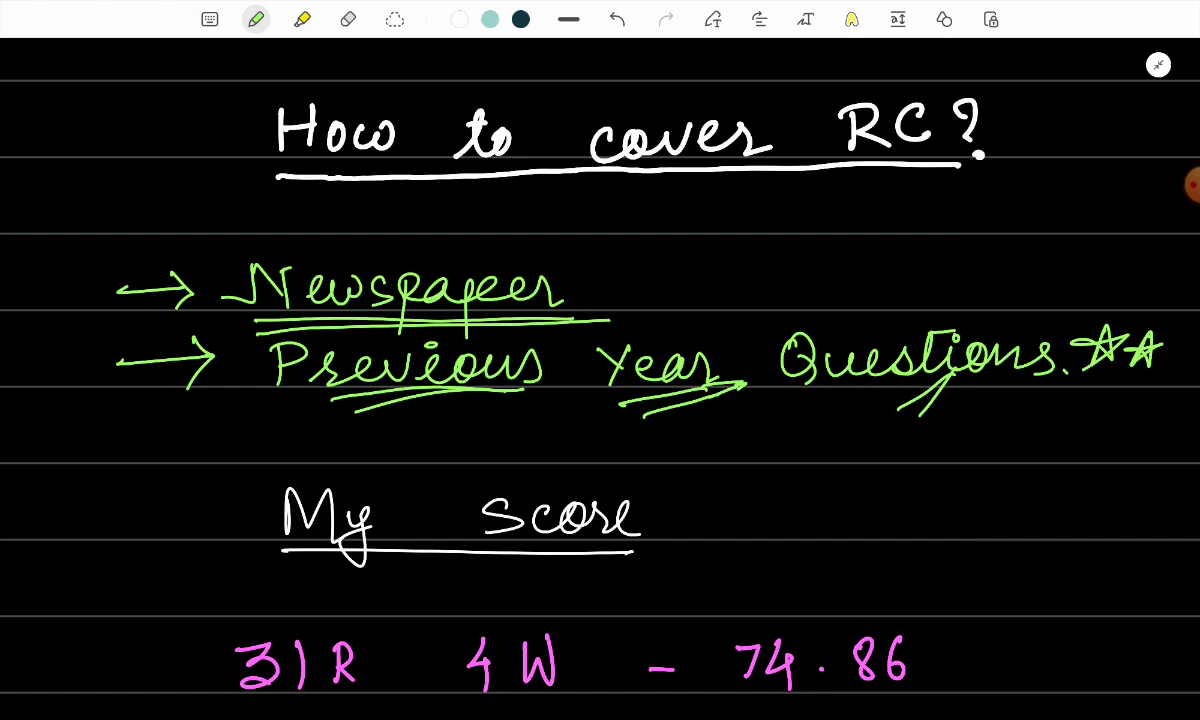 How to cover RC?
→ Newspaper
→ Previous Year Questions. ☆☆
My Score
31 R 4 W - 74.86